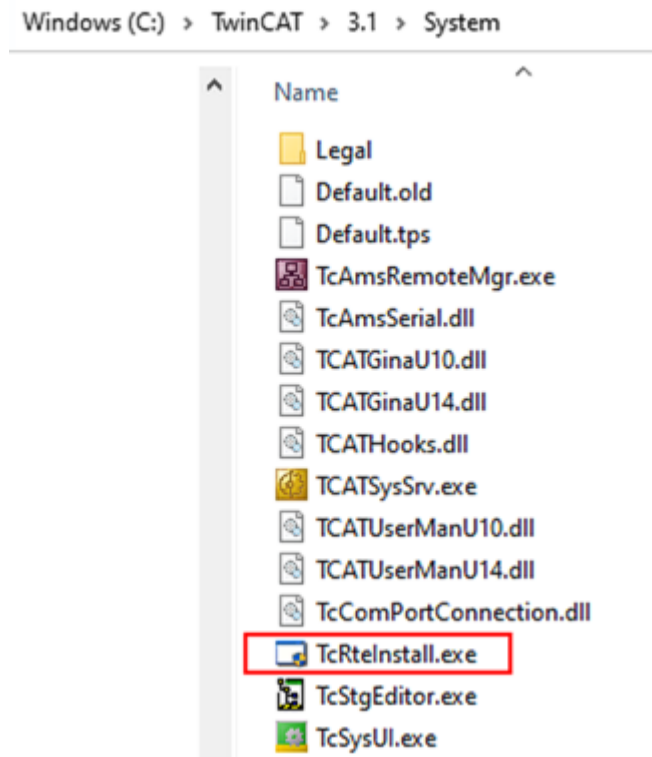 Windows (C:) > TwinCAT > 3.1 > System
Name
Legal
Default.old
Default.tps
TcAmsRemoteMgr.exe
TcAmsSerial.dll
TCATGinaU10.dll
TCATGinaU14.dll
TCATHooks.dll
TCATSysSrv.exe
TCATUserManU10.dll
TCATUserManU14.dll
TcComPortConnection.dll
TcRteInstall.exe
TcStgEditor.exe
TcSysUI.exe